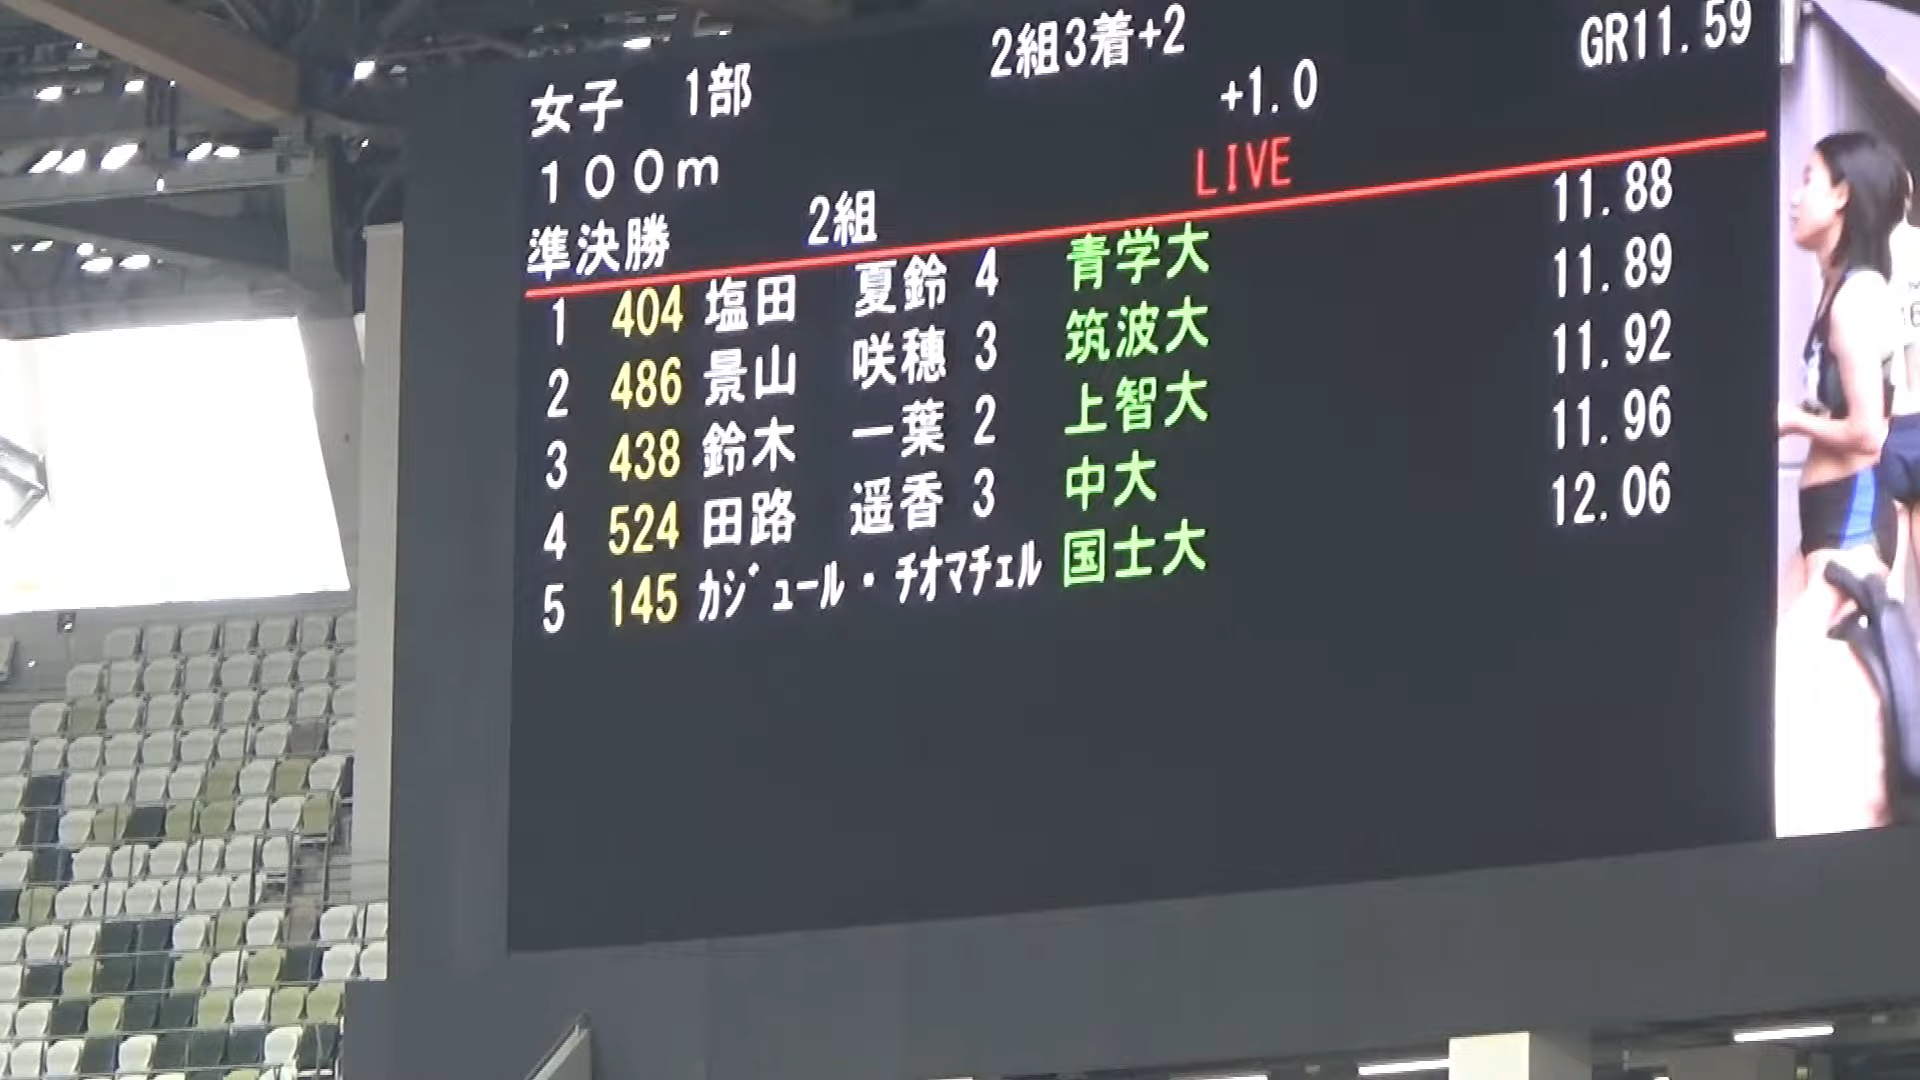 2組3着+2 GR11.59
女子 1部 +1.0
100m LIVE
準決勝 2組
1 404 塩田 夏鈴 4 青学大 11.88
2 486 景山 咲穂 3 筑波大 11.89
3 438 鈴木 一葉 2 上智大 11.92
4 524 田路 遥香 3 中大 11.96
5 145 ｶｼﾞｭｰﾙ・ﾁｵﾏﾁｪﾙ 国士大 12.06